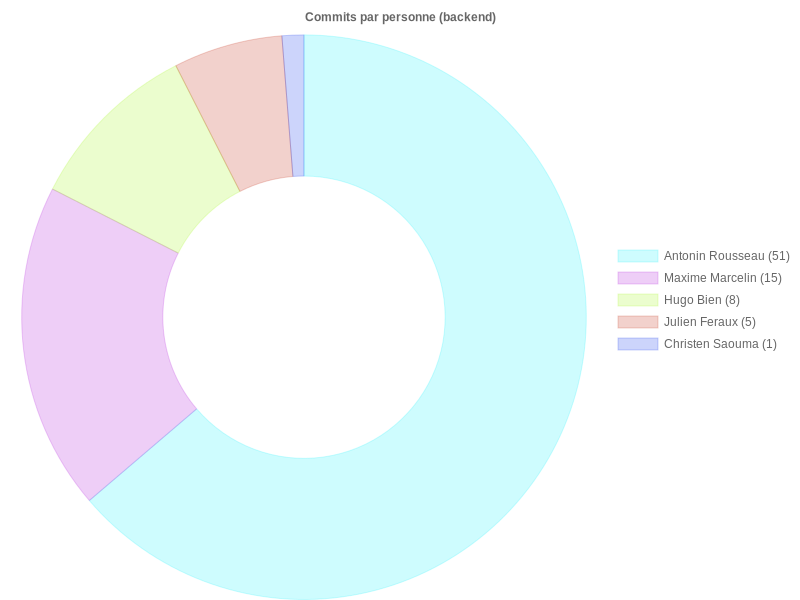 Commits par personne (backend)
Antonin Rousseau (51)
Maxime Marcelin (15)
Hugo Bien (8)
Julien Feraux (5)
Christen Saouma (1)